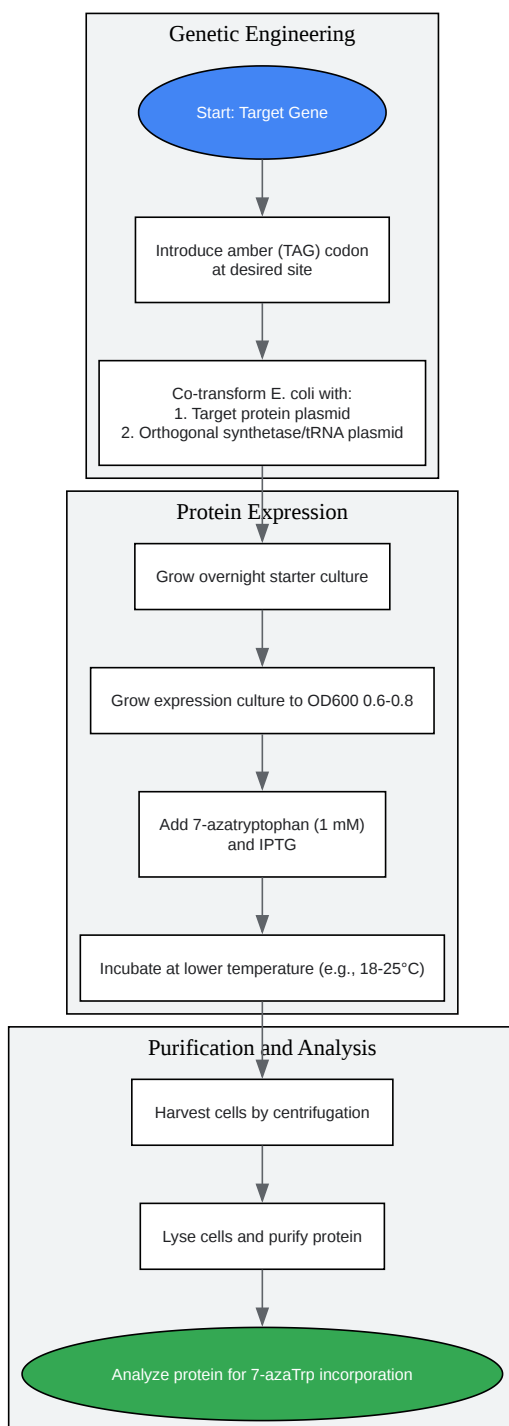 Genetic Engineering
Start: Target Gene
Introduce amber (TAG) codon
at desired site
Co-transform E. coli with:
1. Target protein plasmid
2. Orthogonal synthetase/tRNA plasmid
Protein Expression
Grow overnight starter culture
Grow expression culture to OD600 0.6-0.8
Add 7-azatryptophan (1 mM)
and IPTG
Incubate at lower temperature (e.g., 18-25°C)
Purification and Analysis
Harvest cells by centrifugation
Lyse cells and purify protein
Analyze protein for 7-azaTrp incorporation